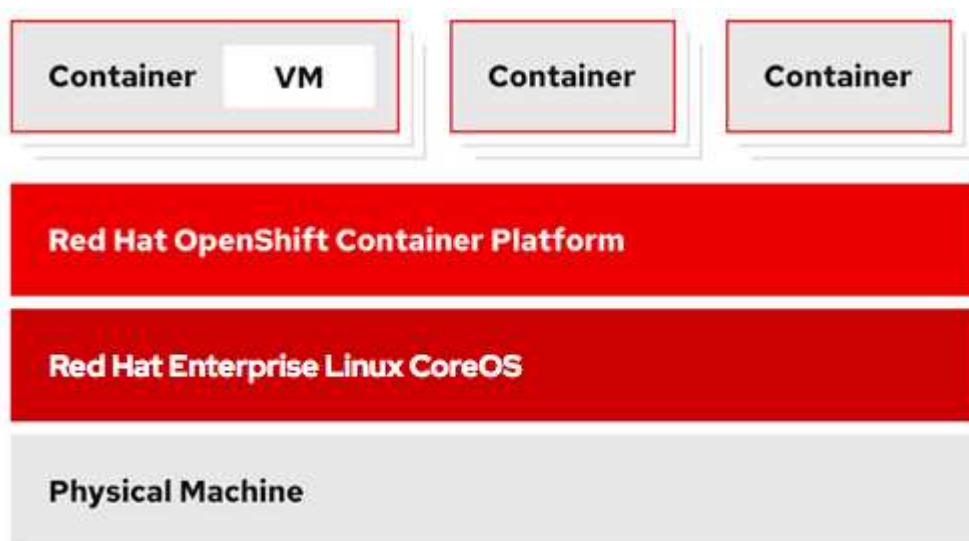 Container VM Container Container
Red Hat OpenShift Container Platform
Red Hat Enterprise Linux CoreOS
Physical Machine